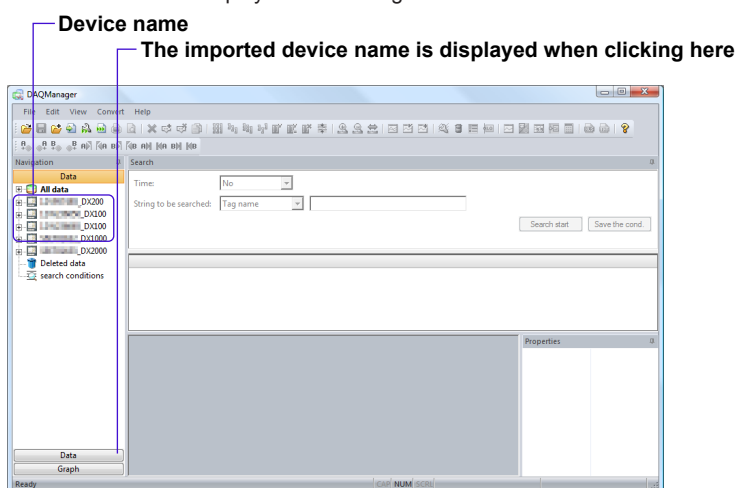 Device name
The imported device name is displayed when clicking here
DAQManager
File Edit View Convert Help
Navigation
Search
Data
All data
_DX200
_DX100
_DX100
_DX1000
_DX2000
Deleted data
search conditions
Time: No
String to be searched: Tag name
Search start Save the cond.
Properties
Data
Graph
Ready
CAP NUM SCRL